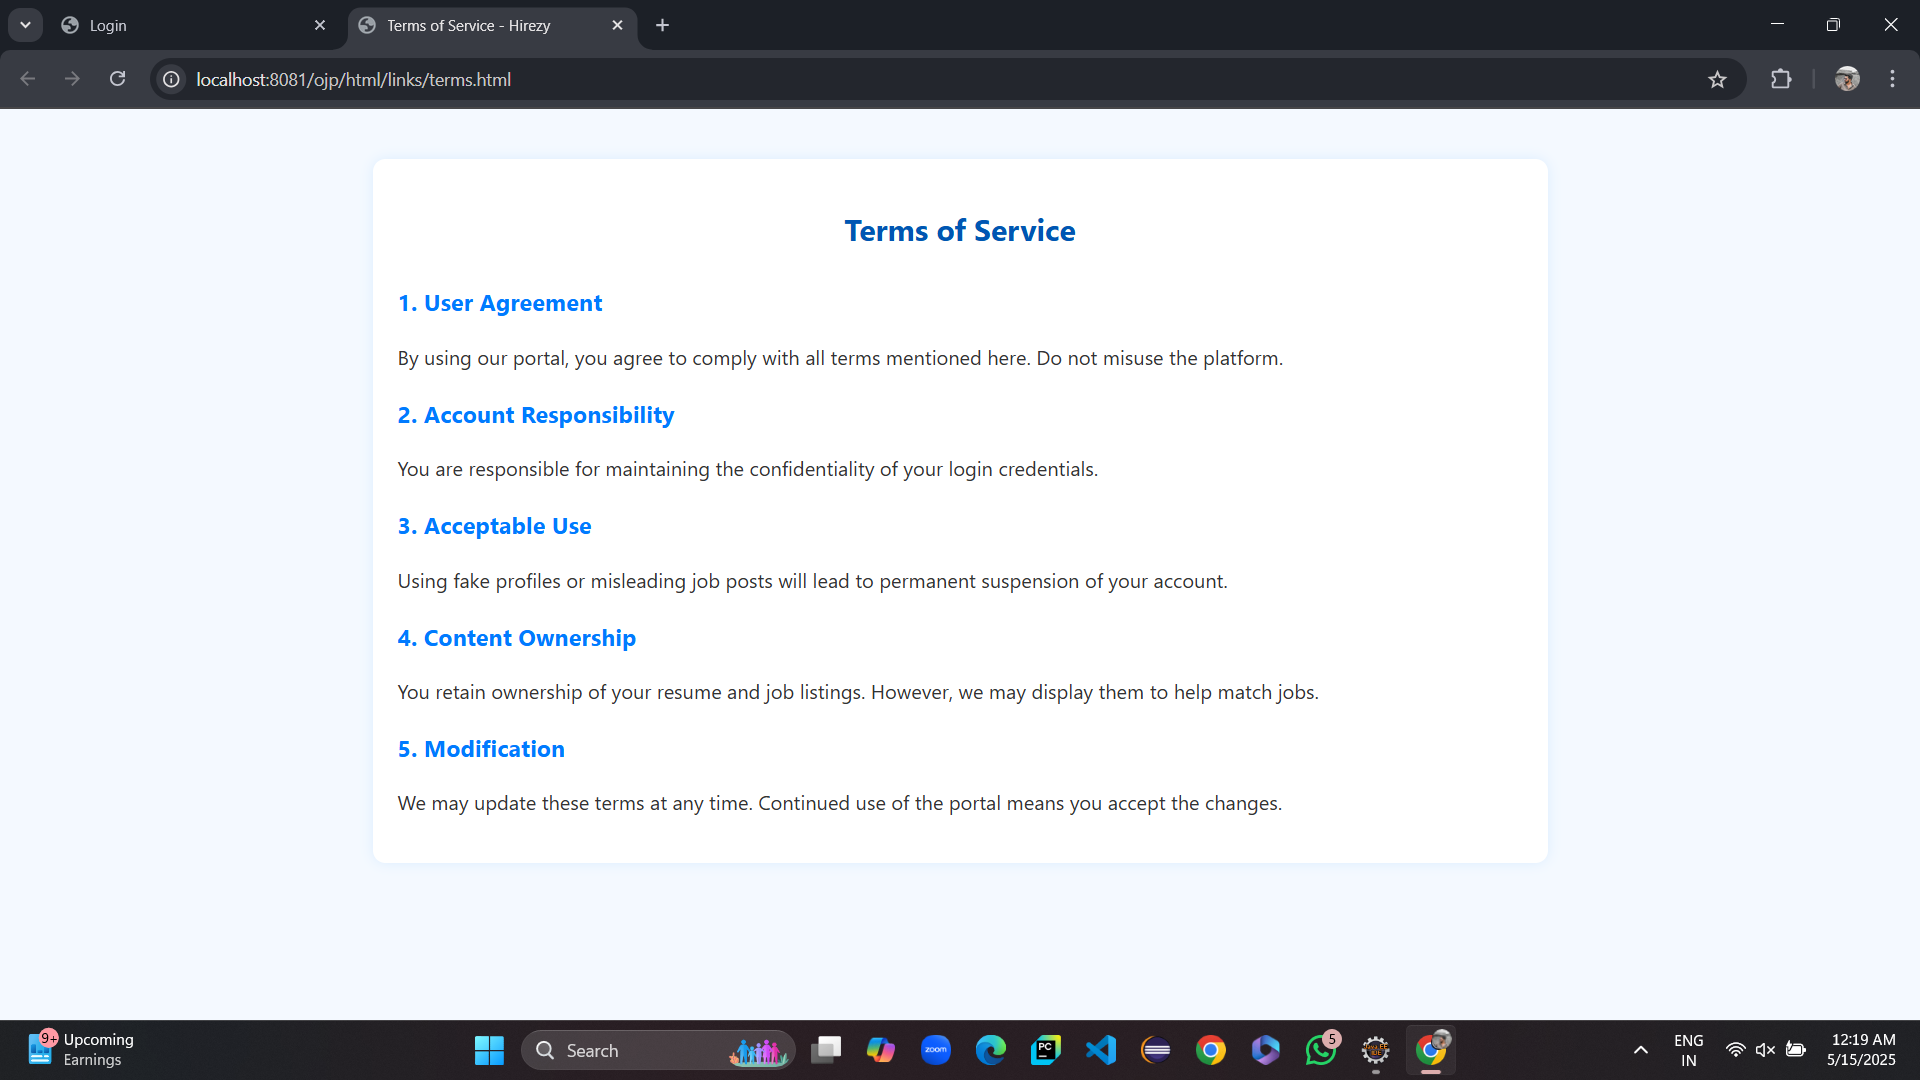 Login
Terms of Service - Hirezy
localhost:8081/ojp/html/links/terms.html
Terms of Service
1. User Agreement
By using our portal, you agree to comply with all terms mentioned here. Do not misuse the platform.
2. Account Responsibility
You are responsible for maintaining the confidentiality of your login credentials.
3. Acceptable Use
Using fake profiles or misleading job posts will lead to permanent suspension of your account.
4. Content Ownership
You retain ownership of your resume and job listings. However, we may display them to help match jobs.
5. Modification
We may update these terms at any time. Continued use of the portal means you accept the changes.
9+
Upcoming
Earnings
Search
zoom
PC
5
ENG
IN
12:19 AM
5/15/2025